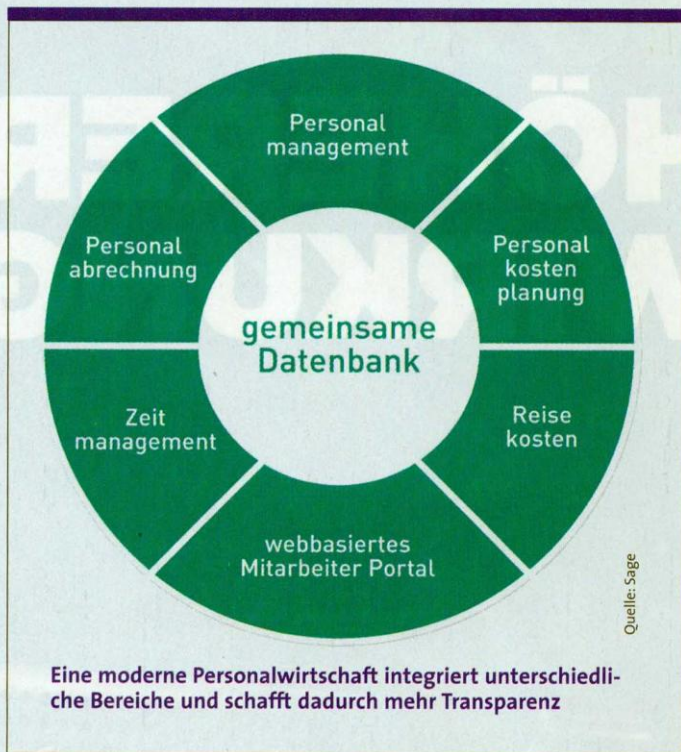 Personal
management
Personal
abrechnung
Personal
kosten
planung
gemeinsame
Datenbank
Zeit
management
Reise
kosten
webbasiertes
Mitarbeiter Portal
Quelle: Sage
Eine moderne Personalwirtschaft integriert unterschiedli-
che Bereiche und schafft dadurch mehr Transparenz